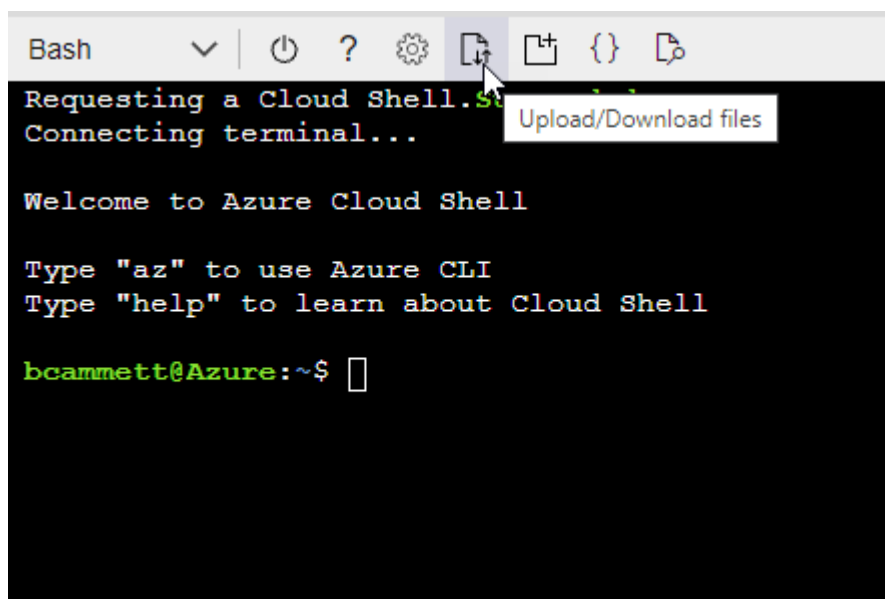 Bash
?
{}
Requesting a Cloud Shell.
Upload/Download files
Connecting terminal...
Welcome to Azure Cloud Shell
Type "az" to use Azure CLI
Type "help" to learn about Cloud Shell
bcammett@Azure:~$